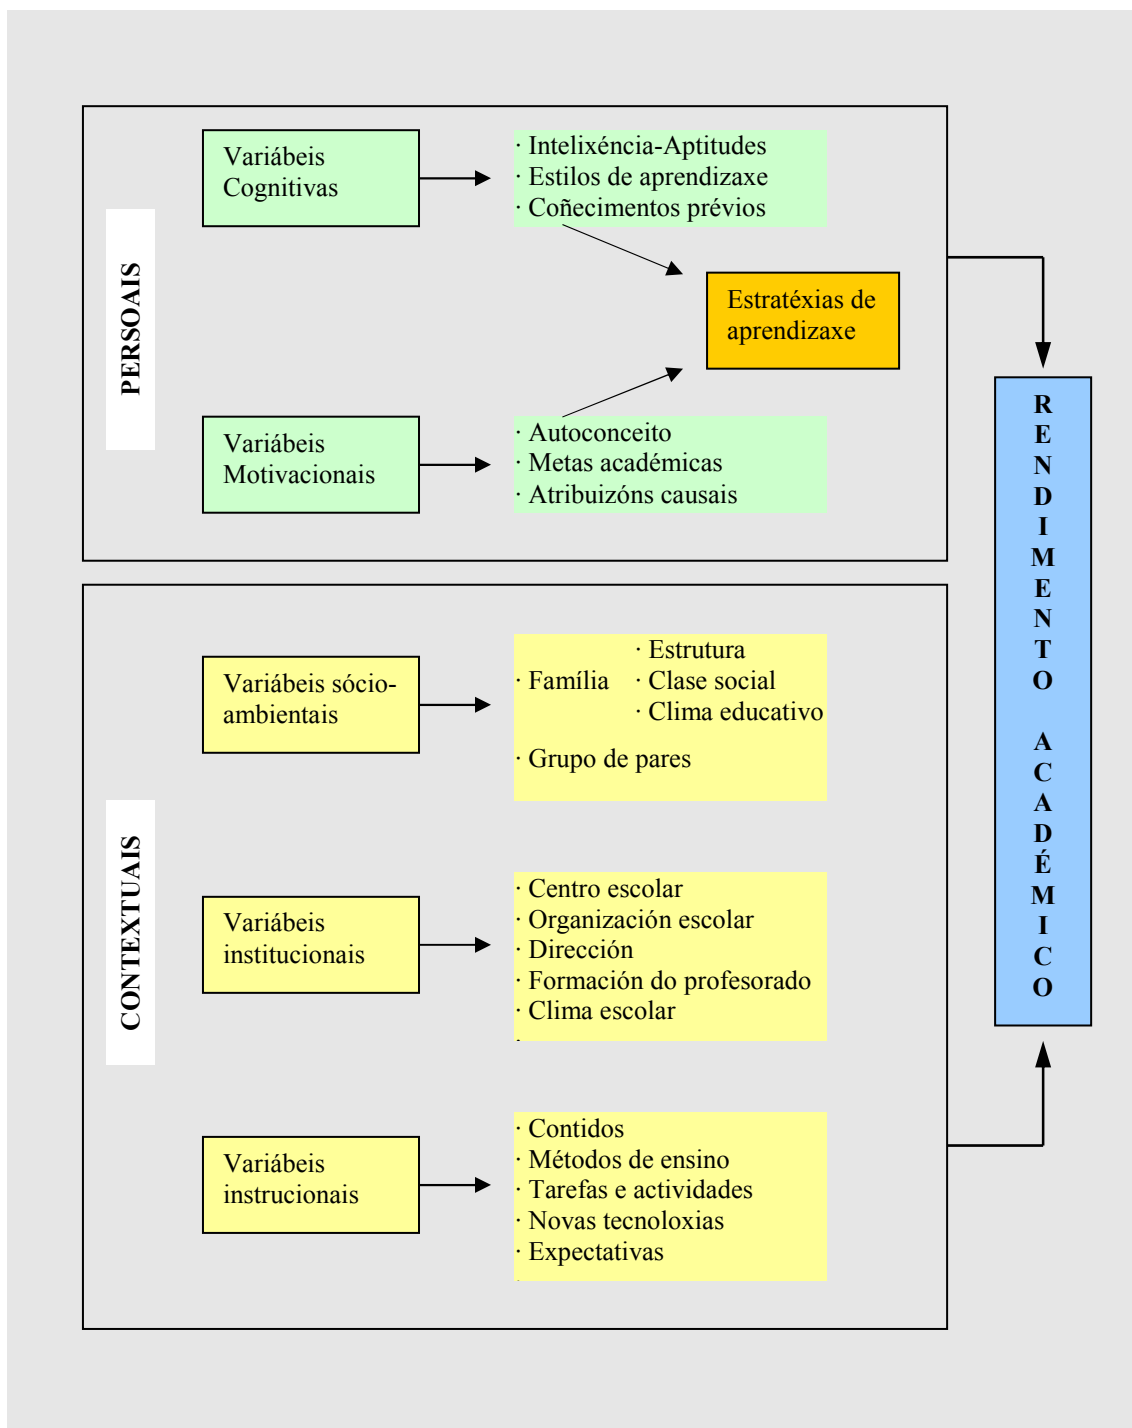 PERSOAIS
Variábeis
Cognitivas
· Intelixéncia-Aptitudes
· Estilos de aprendizaxe
· Coñecimentos prévios
Estratéxias de
aprendizaxe
Variábeis
Motivacionais
· Autoconceito
· Metas académicas
· Atribuizóns causais
CONTEXTUAIS
Variábeis sócio-
ambientais
· Família
· Estrutura
· Clase social
· Clima educativo
· Grupo de pares
Variábeis
institucionais
· Centro escolar
· Organización escolar
· Dirección
· Formación do profesorado
· Clima escolar
Variábeis
instrucionais
· Contidos
· Métodos de ensino
· Tarefas e actividades
· Novas tecnoloxias
· Expectativas
RENDIMENTO ACADÉMICO